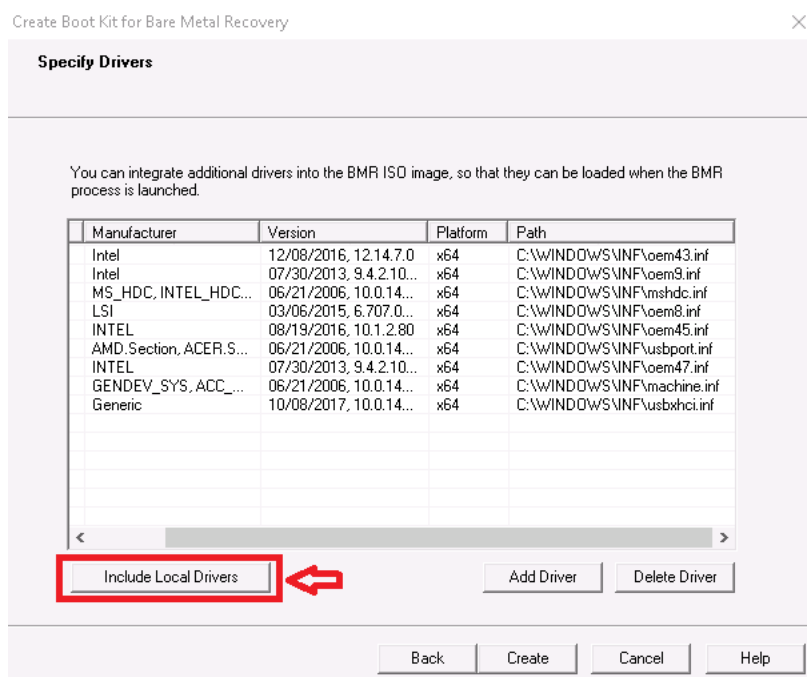 Create Boot Kit for Bare Metal Recovery
Specify Drivers
You can integrate additional drivers into the BMR ISO image, so that they can be loaded when the BMR
process is launched.
Manufacturer Version Platform Path
Intel 12/08/2016, 12.14.7.0 x64 C:\WINDOWS\INF\oem43.inf
Intel 07/30/2013, 9.4.2.10... x64 C:\WINDOWS\INF\oem9.inf
MS_HDC, INTEL_HDC... 06/21/2006, 10.0.14... x64 C:\WINDOWS\INF\mshdc.inf
LSI 03/06/2015, 6.707.0... x64 C:\WINDOWS\INF\oem8.inf
INTEL 08/19/2016, 10.1.2.80 x64 C:\WINDOWS\INF\oem45.inf
AMD.Section, ACER.S... 06/21/2006, 10.0.14... x64 C:\WINDOWS\INF\usbport.inf
INTEL 07/30/2013, 9.4.2.10... x64 C:\WINDOWS\INF\oem47.inf
GENDEV_SYS, ACC_... 06/21/2006, 10.0.14... x64 C:\WINDOWS\INF\machine.inf
Generic 10/08/2017, 10.0.14... x64 C:\WINDOWS\INF\usbxhci.inf
Include Local Drivers Add Driver Delete Driver
Back Create Cancel Help